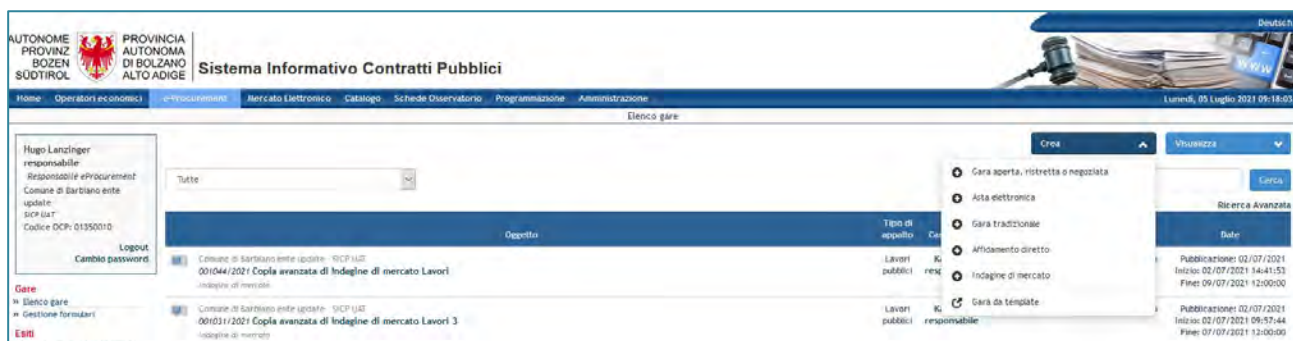 Deutsch
AUTONOME PROVINZ BOZEN SÜDTIROL
PROVINCIA AUTONOMA DI BOLZANO ALTO ADIGE
Sistema Informativo Contratti Pubblici
Home Operatori economici e-Procurement Mercato Elettronico Catalogo Schede Osservatorio Programmazione Amministrazione
Lunedì, 05 Luglio 2021 09:18:03
Elenco gare
Hugo Lanzinger
responsabile
Responsabile eProcurement
Comune di Barbiano ente
update
SICP UAT
Codice OCP: 01350010
Logout
Cambio password
Gare
» Elenco gare
» Gestione formulari
Esiti
Crea
Visualizza
Gara aperta, ristretta o negoziata
Asta elettronica
Gara tradizionale
Affidamento diretto
Indagine di mercato
Gara da template
Tutte
Cerca
Ricerca Avanzata
Oggetto
Tipo di appalto
Date
Comune di Barbiano ente update - SICP UAT
001044/2021 Copia avanzata di Indagine di mercato Lavori
Indagine di mercato
Lavori pubblici
Pubblicazione: 02/07/2021
Inizio: 02/07/2021 14:41:53
Fine: 09/07/2021 12:00:00
Comune di Barbiano ente update - SICP UAT
001031/2021 Copia avanzata di Indagine di mercato Lavori 3
Indagine di mercato
Lavori pubblici
responsabile
Pubblicazione: 02/07/2021
Inizio: 02/07/2021 09:57:44
Fine: 07/07/2021 12:00:00